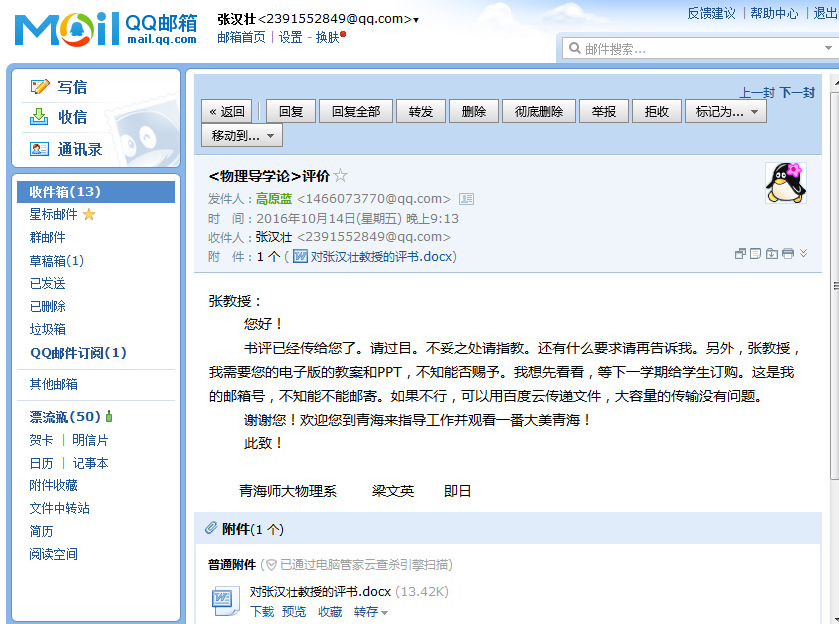 Mail QQ邮箱
mail.qq.com
张汉壮<2391552849@qq.com>
邮箱首页 | 设置 - 换肤
反馈建议 | 帮助中心 | 退出
邮件搜索...
写信
收信
通讯录
收件箱(13)
星标邮件
群邮件
草稿箱(1)
已发送
已删除
垃圾箱
QQ邮件订阅(1)
其他邮箱
漂流瓶(50)
贺卡 | 明信片
日历 | 记事本
附件收藏
文件中转站
简历
阅读空间
上一封 下一封
« 返回 回复 回复全部 转发 删除 彻底删除 举报 拒收 标记为...
移动到...
<物理导学论>评价
发件人：高原蓝 <1466073770@qq.com>
时 间：2016年10月14日(星期五) 晚上9:13
收件人：张汉壮 <2391552849@qq.com>
附 件：1 个 ( 对张汉壮教授的评书.docx)
张教授：
您好！
书评已经传给您了。请过目。不妥之处请指教。还有什么要求请再告诉我。另外，张教授，
我需要您的电子版的教案和PPT，不知能否赐予。我想先看看，等下一学期给学生订购。这是我
的邮箱号，不知能不能邮寄。如果不行，可以用百度云传递文件，大容量的传输没有问题。
谢谢您！欢迎您到青海来指导工作并观看一番大美青海！
此致！
青海师大物理系 梁文英 即日
附件(1 个)
普通附件 (已通过电脑管家云查杀引擎扫描)
对张汉壮教授的评书.docx (13.42K)
下载 预览 收藏 转存